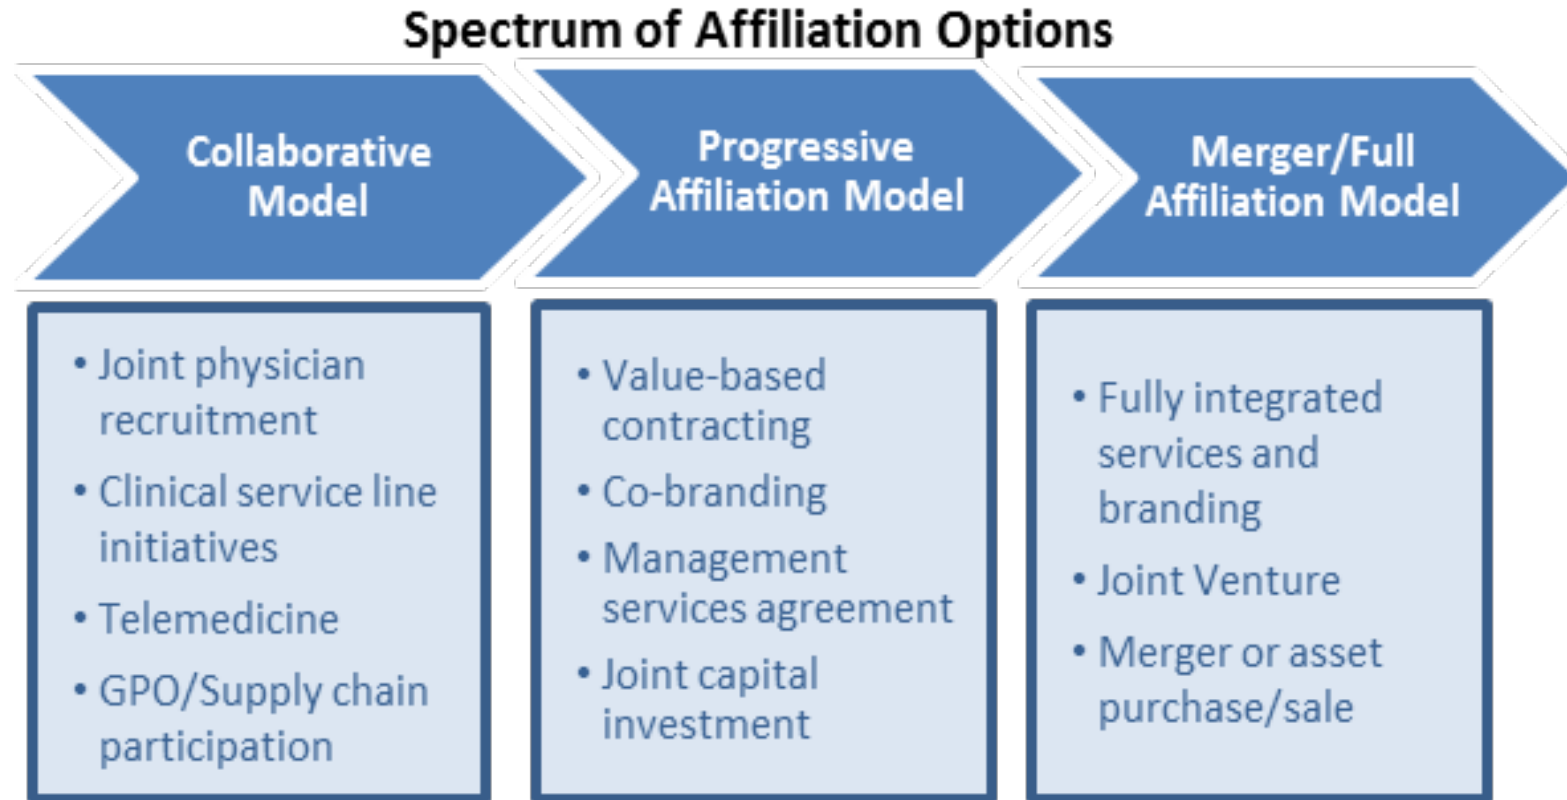 Spectrum of Affiliation Options
Collaborative
Model
• Joint physician
recruitment
• Clinical service line
initiatives
• Telemedicine
• GPO/Supply chain
participation
Progressive
Affiliation Model
• Value-based
contracting
• Co-branding
• Management
services agreement
• Joint capital
investment
Merger/Full
Affiliation Model
• Fully integrated
services and
branding
• Joint Venture
• Merger or asset
purchase/sale